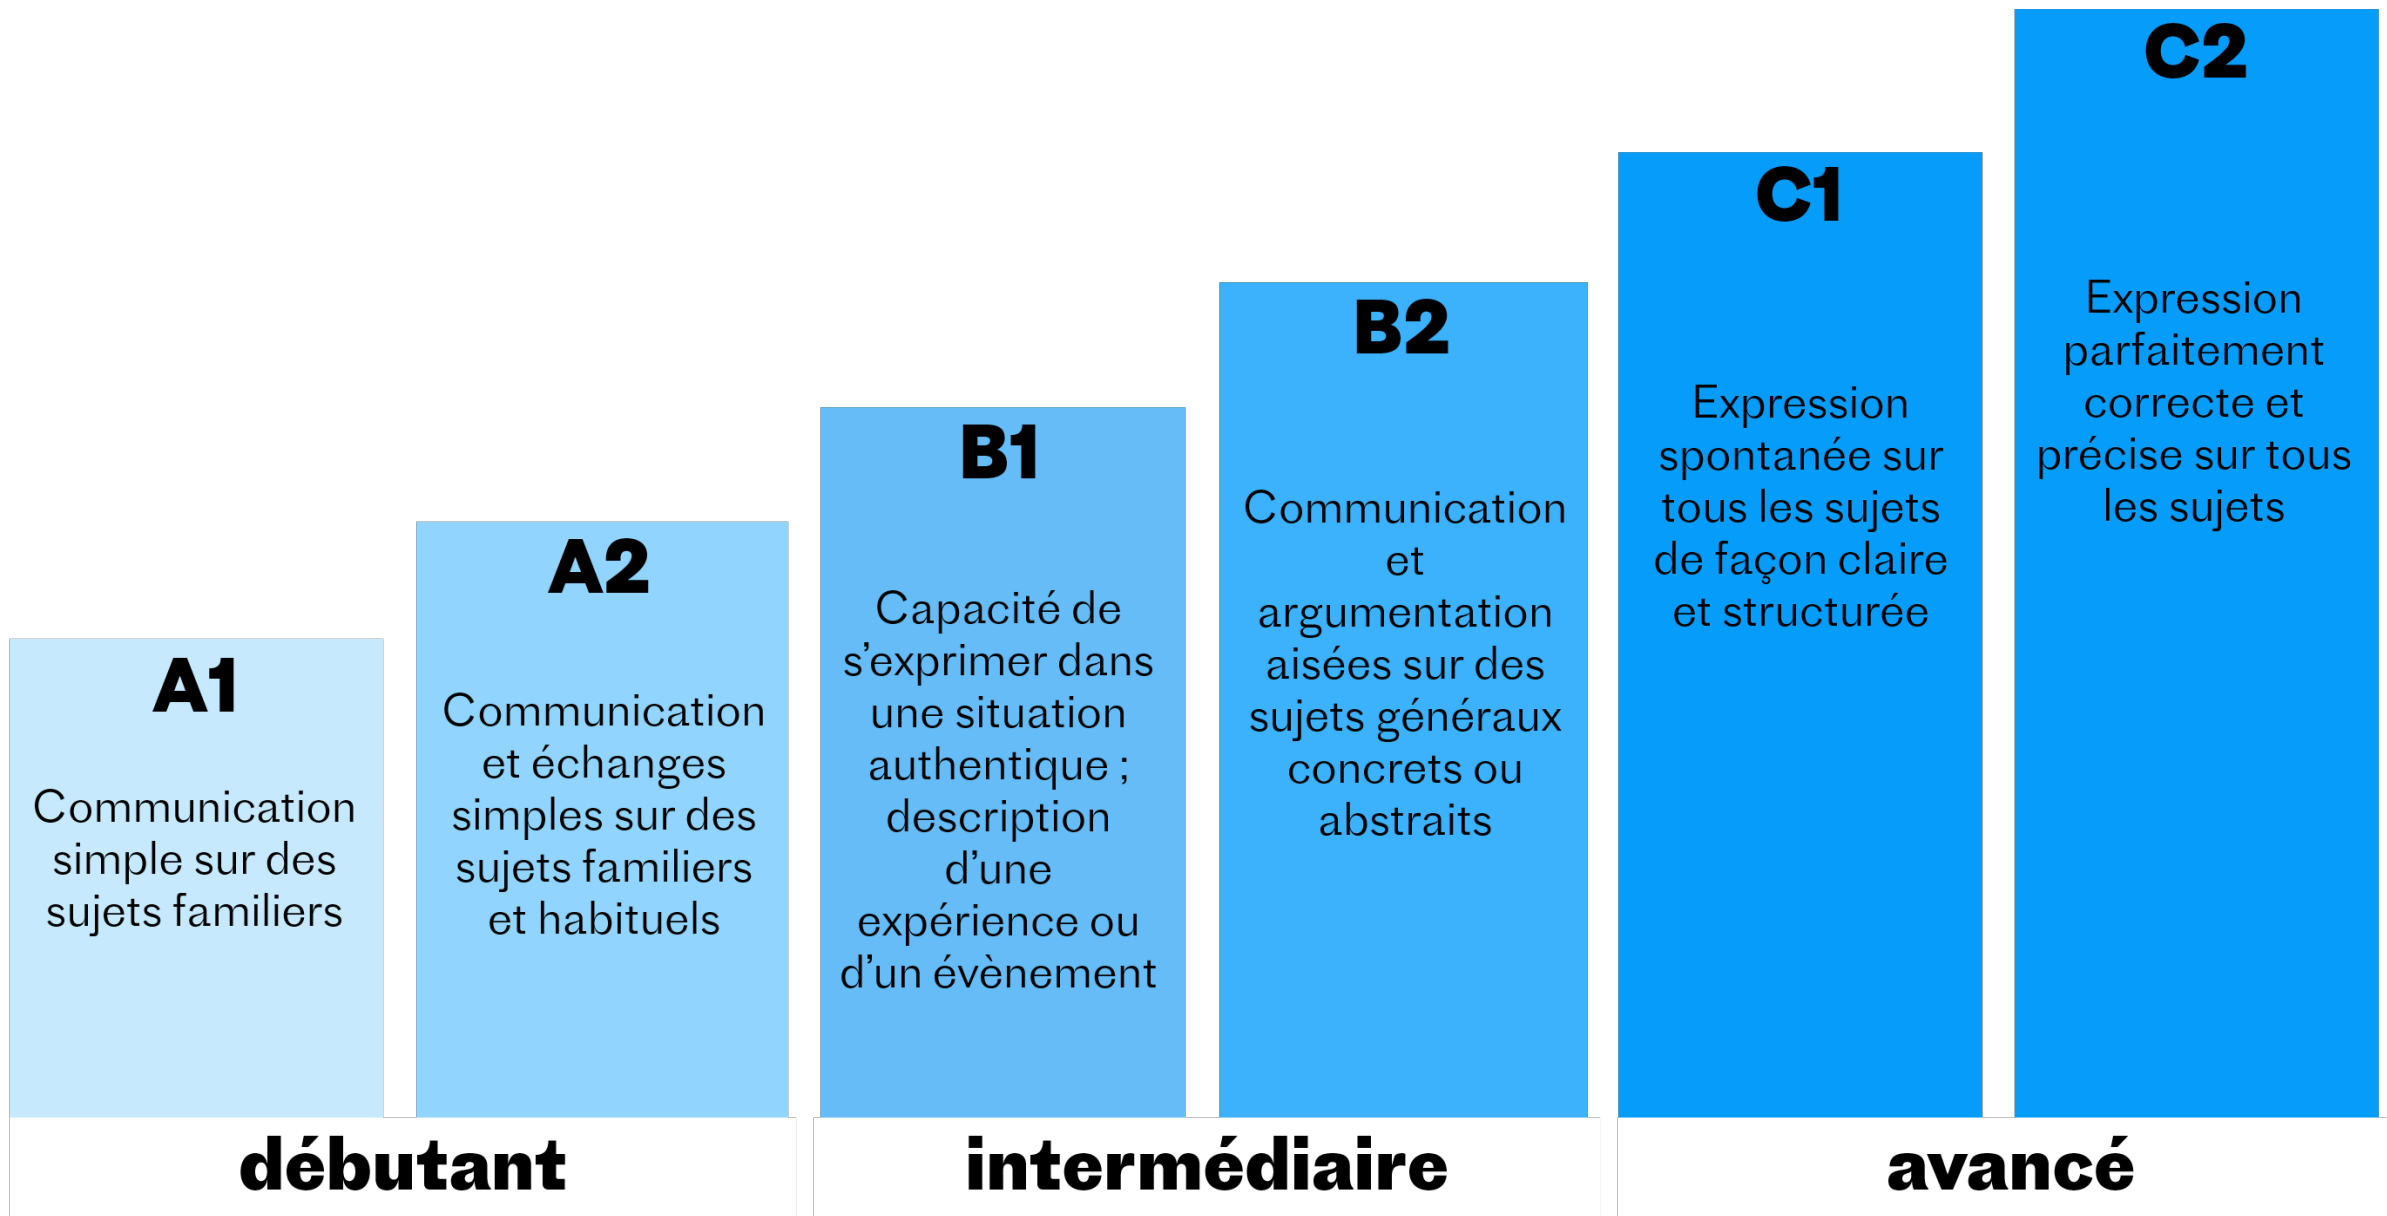 A1
Communication
simple sur des
sujets familiers
A2
Communication
et échanges
simples sur des
sujets familiers
et habituels
B1
Capacité de
s’exprimer dans
une situation
authentique ;
description
d’une
expérience ou
d’un évènement
B2
Communication
et
argumentation
aisées sur des
sujets généraux
concrets ou
abstraits
C1
Expression
spontanée sur
tous les sujets
de façon claire
et structurée
C2
Expression
parfaitement
correcte et
précise sur tous
les sujets
débutant
intermédiaire
avancé